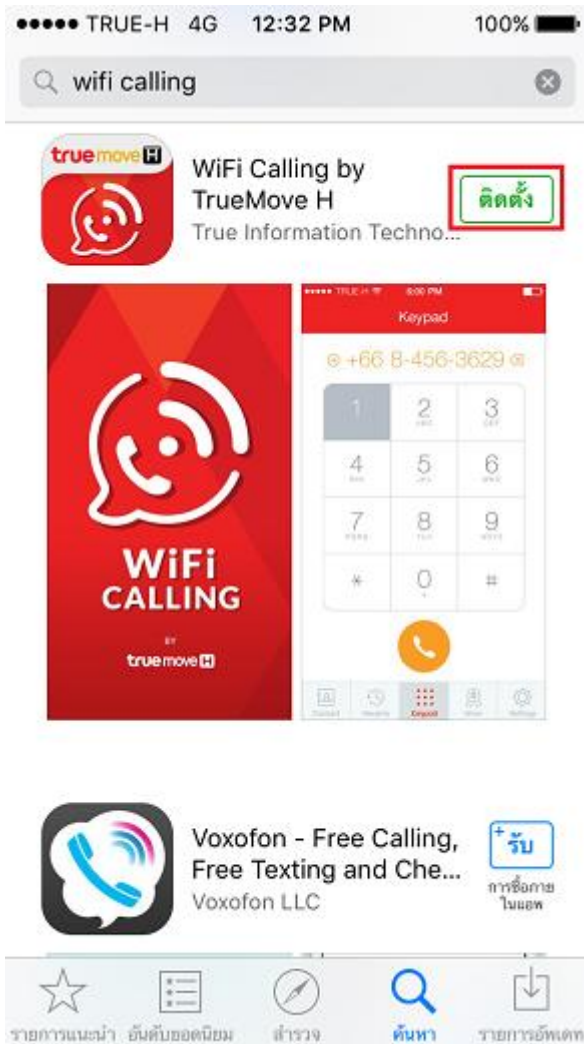 TRUE-H 4G 12:32 PM 100%
wifi calling
truemove H
WiFi Calling by
TrueMove H
True Information Techno...
ติดตั้ง
WiFi
CALLING
BY
truemove H
TRUE-H 8:00 PM
Keypad
+66 8-456-3629
1 2 3
4 5 6
7 8 9
* 0 #
Keypad
Voxofon - Free Calling,
Free Texting and Che...
Voxofon LLC
+ รับ
การซื้อภาย
ในแอพ
รายการแนะนำ อันดับยอดนิยม สำรวจ ค้นหา รายการอัพเดท